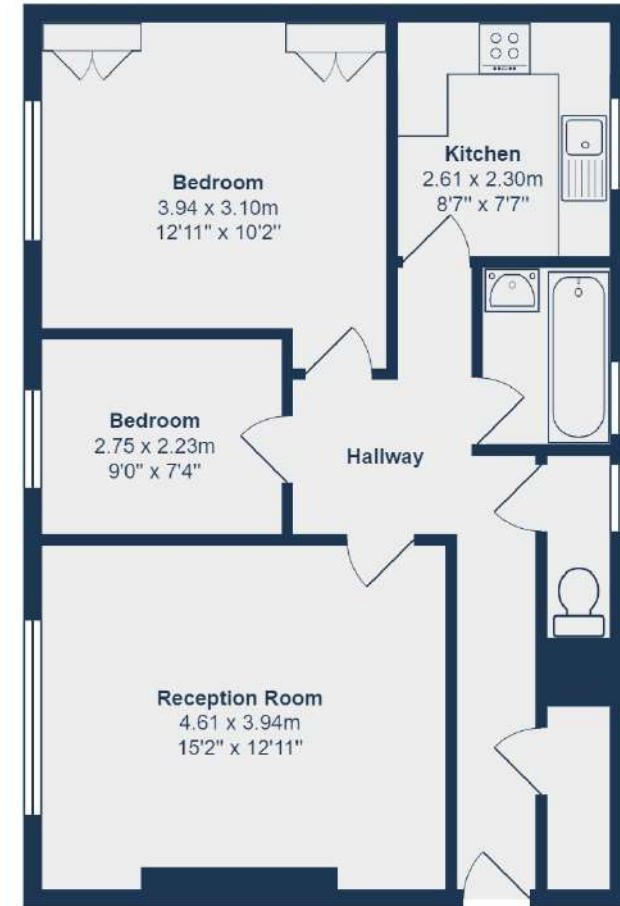 Bedroom
3.94 x 3.10m
12'11" x 10'2"
Kitchen
2.61 x 2.30m
8'7" x 7'7"
Bedroom
2.75 x 2.23m
9'0" x 7'4"
Hallway
Reception Room
4.61 x 3.94m
15'2" x 12'11"